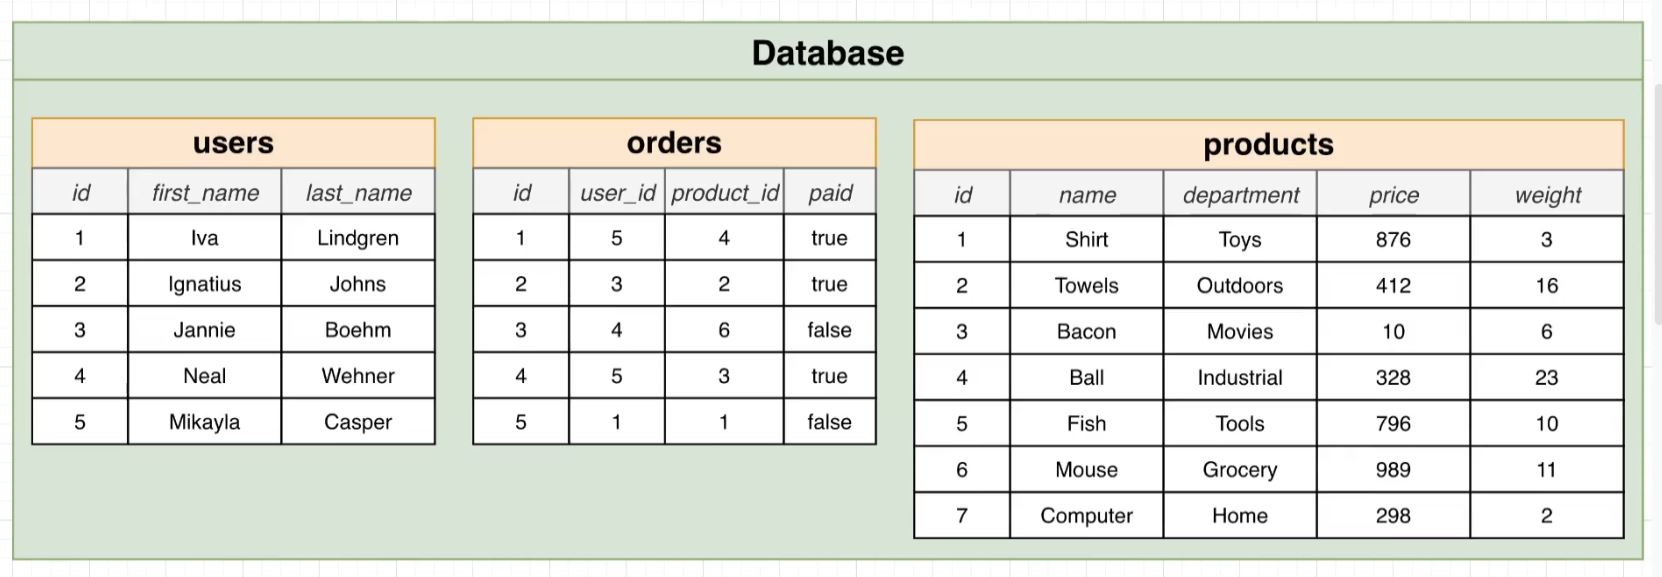 Database
users
id first_name last_name
1 Iva Lindgren
2 Ignatius Johns
3 Jannie Boehm
4 Neal Wehner
5 Mikayla Casper
orders
id user_id product_id paid
1 5 4 true
2 3 2 true
3 4 6 false
4 5 3 true
5 1 1 false
products
id name department price weight
1 Shirt Toys 876 3
2 Towels Outdoors 412 16
3 Bacon Movies 10 6
4 Ball Industrial 328 23
5 Fish Tools 796 10
6 Mouse Grocery 989 11
7 Computer Home 298 2